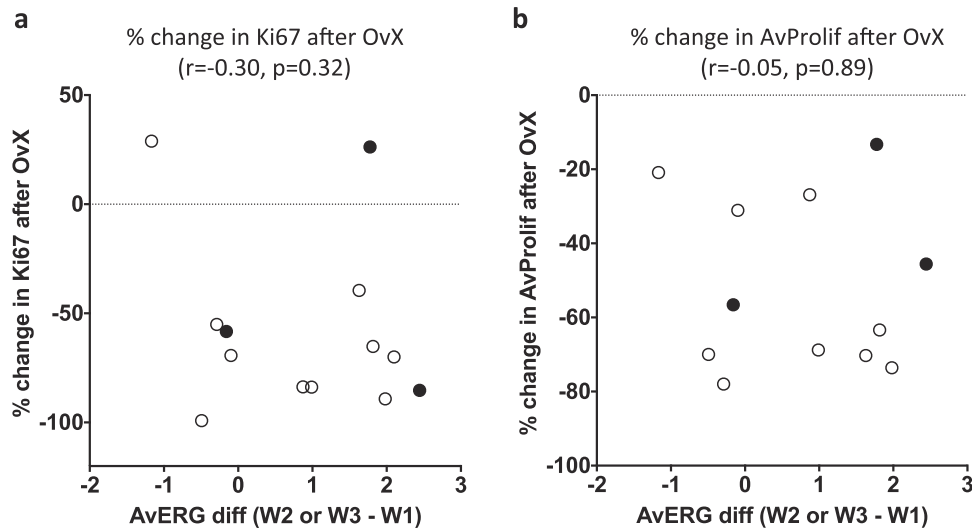 a
% change in Ki67 after OvX
(r=-0.30, p=0.32)
% change in Ki67 after OvX
50
0
-50
-100
-2
-1
0
1
2
3
AvERG diff (W2 or W3 - W1)
b
% change in AvProlif after OvX
(r=-0.05, p=0.89)
% change in AvProlif after OvX
0
-20
-40
-60
-80
-100
-2
-1
0
1
2
3
AvERG diff (W2 or W3 - W1)